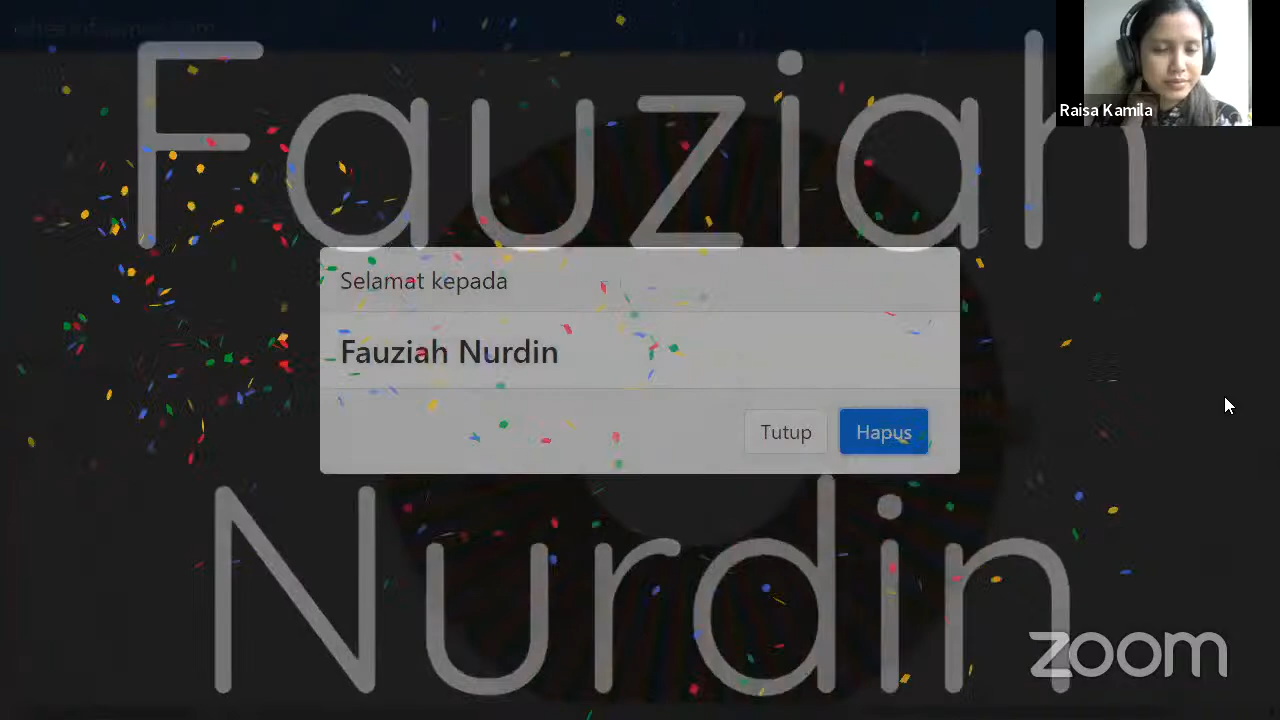 Fauziah
Raisa Kamila
Selamat kepada
Fauziah Nurdin
Tutup
Hapus
Nurdin
zoom